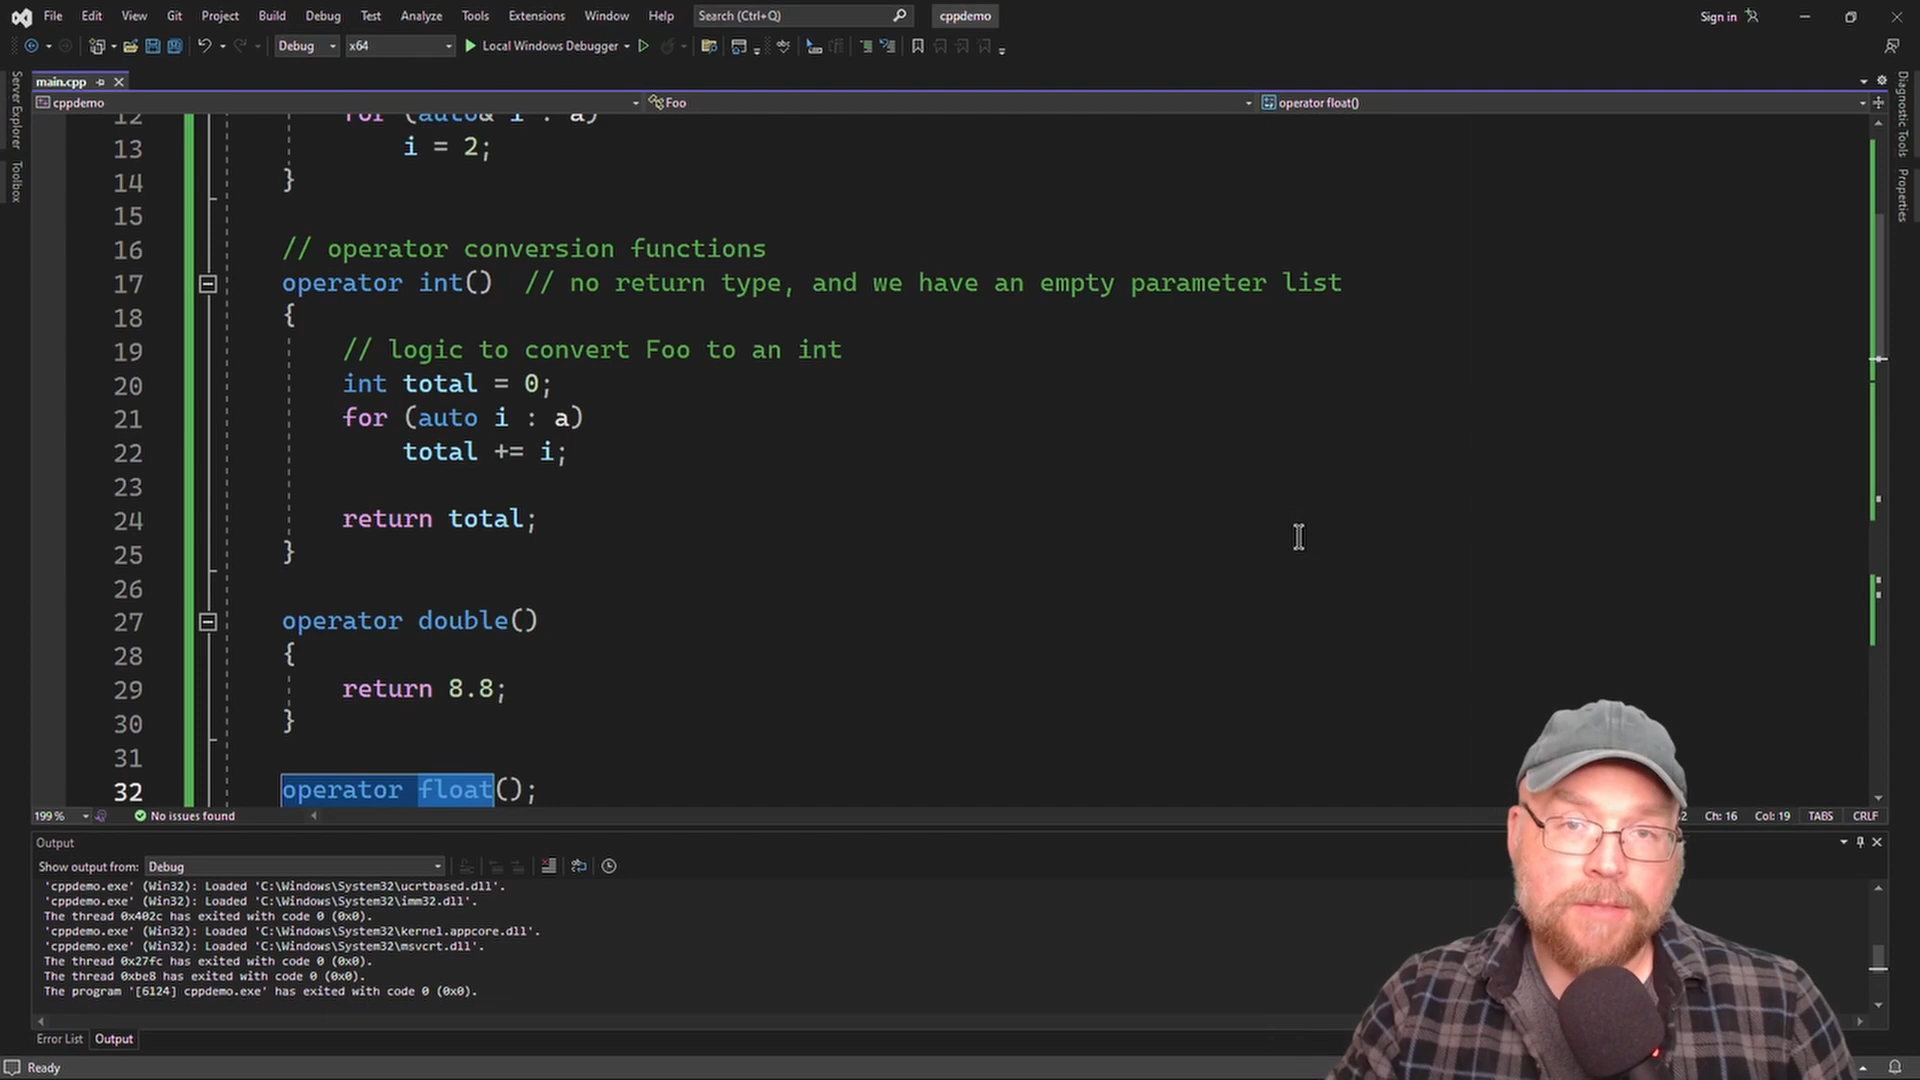 File Edit View Git Project Build Debug Test Analyze Tools Extensions Window Help Search (Ctrl+Q) cppdemo Sign in
Debug x64 Local Windows Debugger
main.cpp
cppdemo Foo operator float()
Server Explorer
Toolbox
Diagnostic Tools
Properties
12 for (auto& i : a)
13 i = 2;
14 }
15
16 // operator conversion functions
17 operator int() // no return type, and we have an empty parameter list
18 {
19 // logic to convert Foo to an int
20 int total = 0;
21 for (auto i : a)
22 total += i;
23
24 return total;
25 }
26
27 operator double()
28 {
29 return 8.8;
30 }
31
32 operator float();
199 % No issues found Ch: 16 Col: 19 TABS CRLF
Output
Show output from: Debug
'cppdemo.exe' (Win32): Loaded 'C:\Windows\System32\ucrtbased.dll'.
'cppdemo.exe' (Win32): Loaded 'C:\Windows\System32\imm32.dll'.
The thread 0x402c has exited with code 0 (0x0).
'cppdemo.exe' (Win32): Loaded 'C:\Windows\System32\kernel.appcore.dll'.
'cppdemo.exe' (Win32): Loaded 'C:\Windows\System32\msvcrt.dll'.
The thread 0x27fc has exited with code 0 (0x0).
The thread 0xbe8 has exited with code 0 (0x0).
The program '[6124] cppdemo.exe' has exited with code 0 (0x0).
Error List Output
Ready